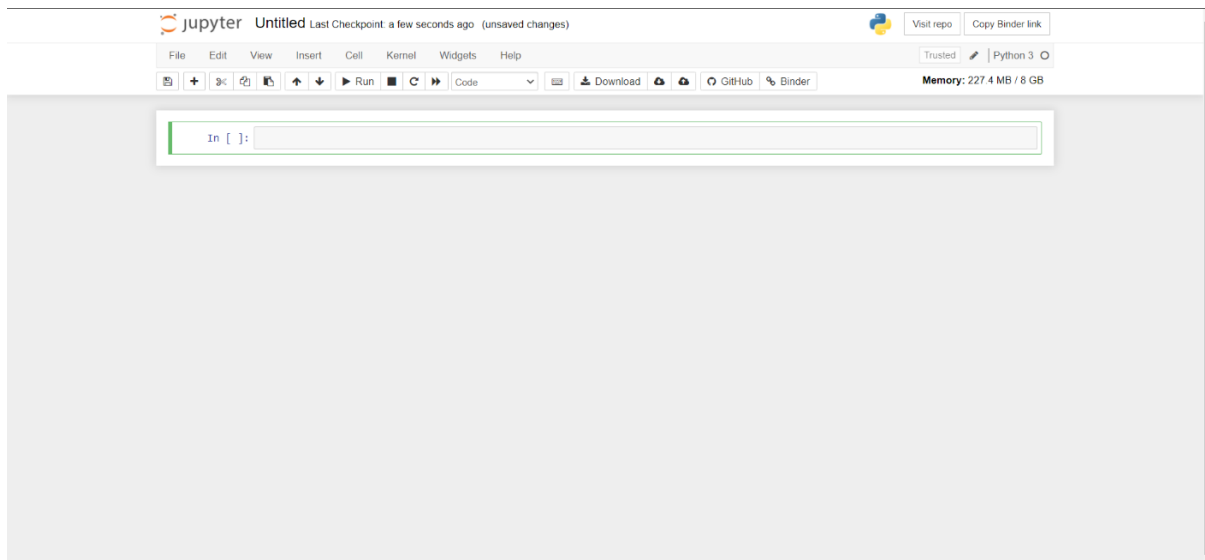 jupyter Untitled Last Checkpoint: a few seconds ago (unsaved changes) Visit repo Copy Binder link
File Edit View Insert Cell Kernel Widgets Help Trusted Python 3
Run Code Download GitHub Binder Memory: 227.4 MB / 8 GB
In [ ]: